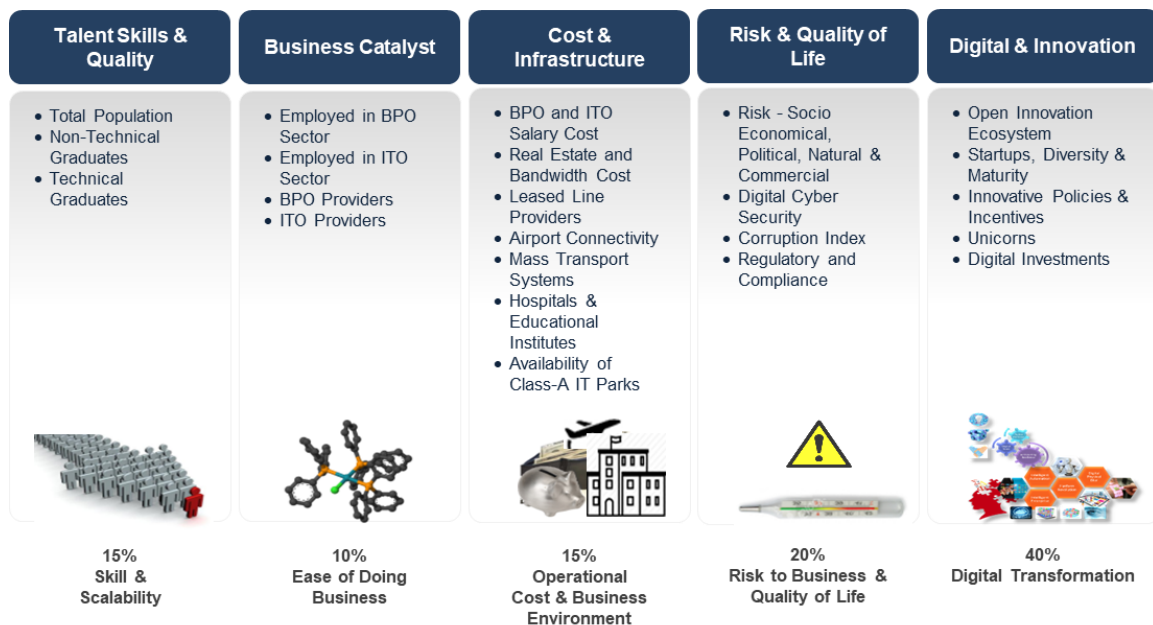 Talent Skills &
Quality
• Total Population
• Non-Technical
Graduates
• Technical
Graduates
15%
Skill &
Scalability
Business Catalyst
• Employed in BPO
Sector
• Employed in ITO
Sector
• BPO Providers
• ITO Providers
10%
Ease of Doing
Business
Cost &
Infrastructure
• BPO and ITO
Salary Cost
• Real Estate and
Bandwidth Cost
• Leased Line
Providers
• Airport Connectivity
• Mass Transport
Systems
• Hospitals &
Educational
Institutes
• Availability of
Class-A IT Parks
15%
Operational
Cost & Business
Environment
Risk & Quality of
Life
• Risk - Socio
Economical,
Political, Natural &
Commercial
• Digital Cyber
Security
• Corruption Index
• Regulatory and
Compliance
20%
Risk to Business &
Quality of Life
Digital & Innovation
• Open Innovation
Ecosystem
• Startups, Diversity &
Maturity
• Innovative Policies &
Incentives
• Unicorns
• Digital Investments
40%
Digital Transformation